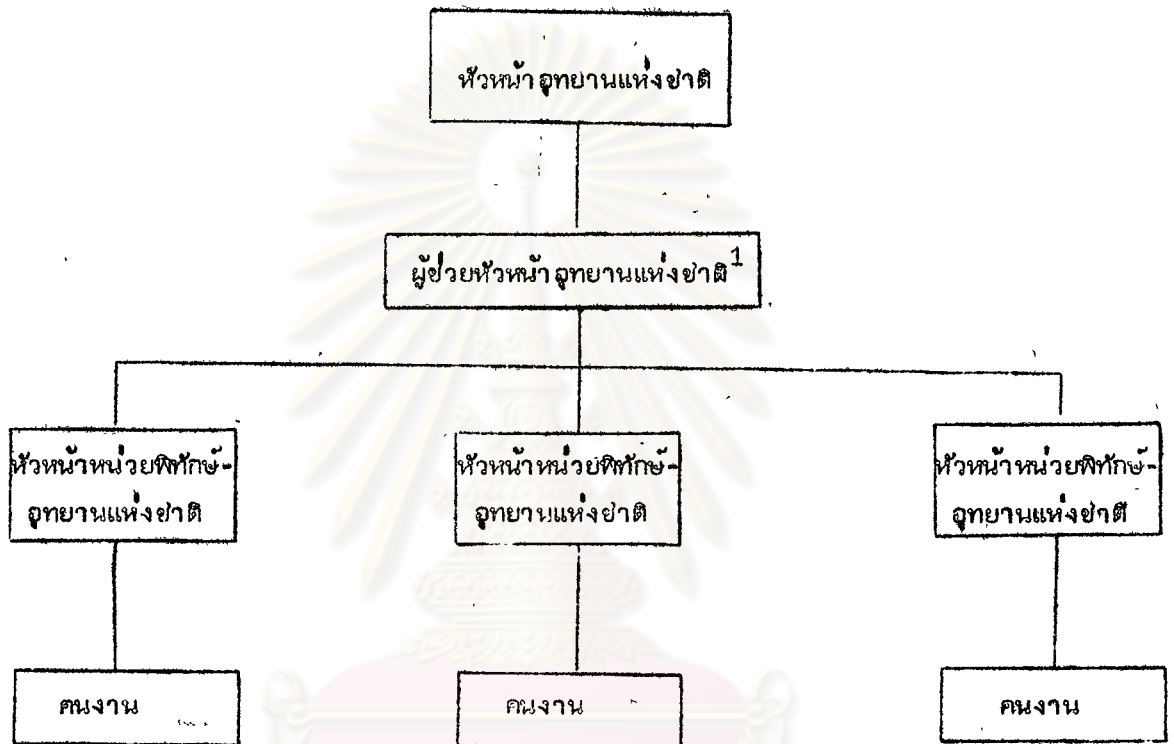 หัวหน้าอุทยานแห่งชาติ
ผู้ช่วยหัวหน้าอุทยานแห่งชาติ1
หัวหน้าหน่วยพิทักษ์-
อุทยานแห่งชาติ
หัวหน้าหน่วยพิทักษ์-
อุทยานแห่งชาติ
หัวหน้าหน่วยพิทักษ์-
อุทยานแห่งชาติ
คนงาน
คนงาน
คนงาน